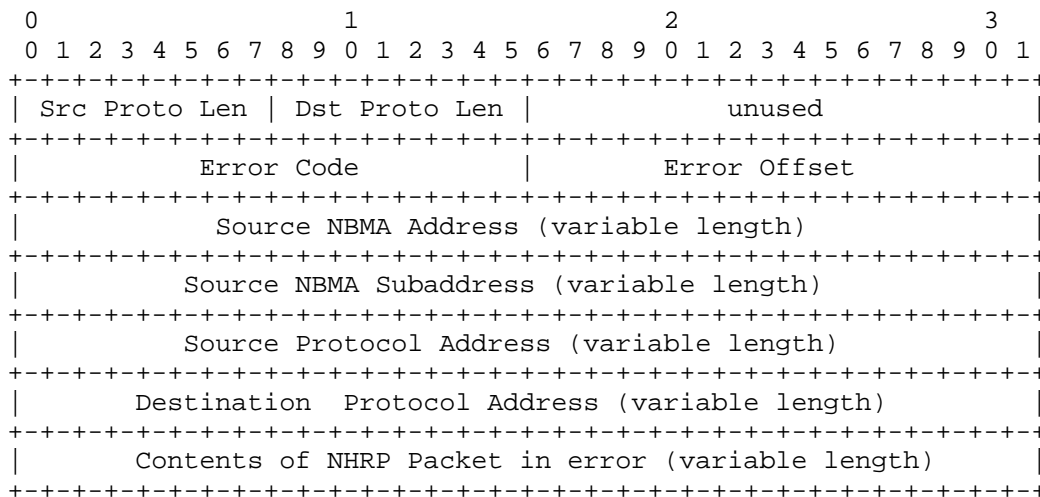 0                   1                   2                   3
0 1 2 3 4 5 6 7 8 9 0 1 2 3 4 5 6 7 8 9 0 1 2 3 4 5 6 7 8 9 0 1
+-+-+-+-+-+-+-+-+-+-+-+-+-+-+-+-+-+-+-+-+-+-+-+-+-+-+-+-+-+-+-+-+
| Src Proto Len | Dst Proto Len |            unused             |
+-+-+-+-+-+-+-+-+-+-+-+-+-+-+-+-+-+-+-+-+-+-+-+-+-+-+-+-+-+-+-+-+
|           Error Code          |        Error Offset           |
+-+-+-+-+-+-+-+-+-+-+-+-+-+-+-+-+-+-+-+-+-+-+-+-+-+-+-+-+-+-+-+-+
|            Source NBMA Address (variable length)              |
+-+-+-+-+-+-+-+-+-+-+-+-+-+-+-+-+-+-+-+-+-+-+-+-+-+-+-+-+-+-+-+-+
|          Source NBMA Subaddress (variable length)             |
+-+-+-+-+-+-+-+-+-+-+-+-+-+-+-+-+-+-+-+-+-+-+-+-+-+-+-+-+-+-+-+-+
|          Source Protocol Address (variable length)            |
+-+-+-+-+-+-+-+-+-+-+-+-+-+-+-+-+-+-+-+-+-+-+-+-+-+-+-+-+-+-+-+-+
|       Destination  Protocol Address (variable length)         |
+-+-+-+-+-+-+-+-+-+-+-+-+-+-+-+-+-+-+-+-+-+-+-+-+-+-+-+-+-+-+-+-+
|       Contents of NHRP Packet in error (variable length)      |
+-+-+-+-+-+-+-+-+-+-+-+-+-+-+-+-+-+-+-+-+-+-+-+-+-+-+-+-+-+-+-+-+